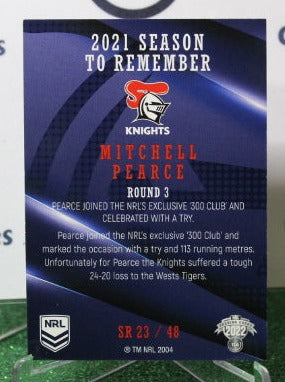 2021 SEASON
TO REMEMBER
KNIGHTS
MITCHELL
PEARCE
ROUND 3
PEARCE JOINED THE NRL'S EXCLUSIVE '300 CLUB' AND
CELEBRATED WITH A TRY.
Pearce joined the NRL's exclusive '300 Club' and
marked the occasion with a try and 113 running metres.
Unfortunately for Pearce the Knights suffered a tough
24-20 loss to the Wests Tigers.
NRL
SR 23 / 48
2022
® TM NRL 2004